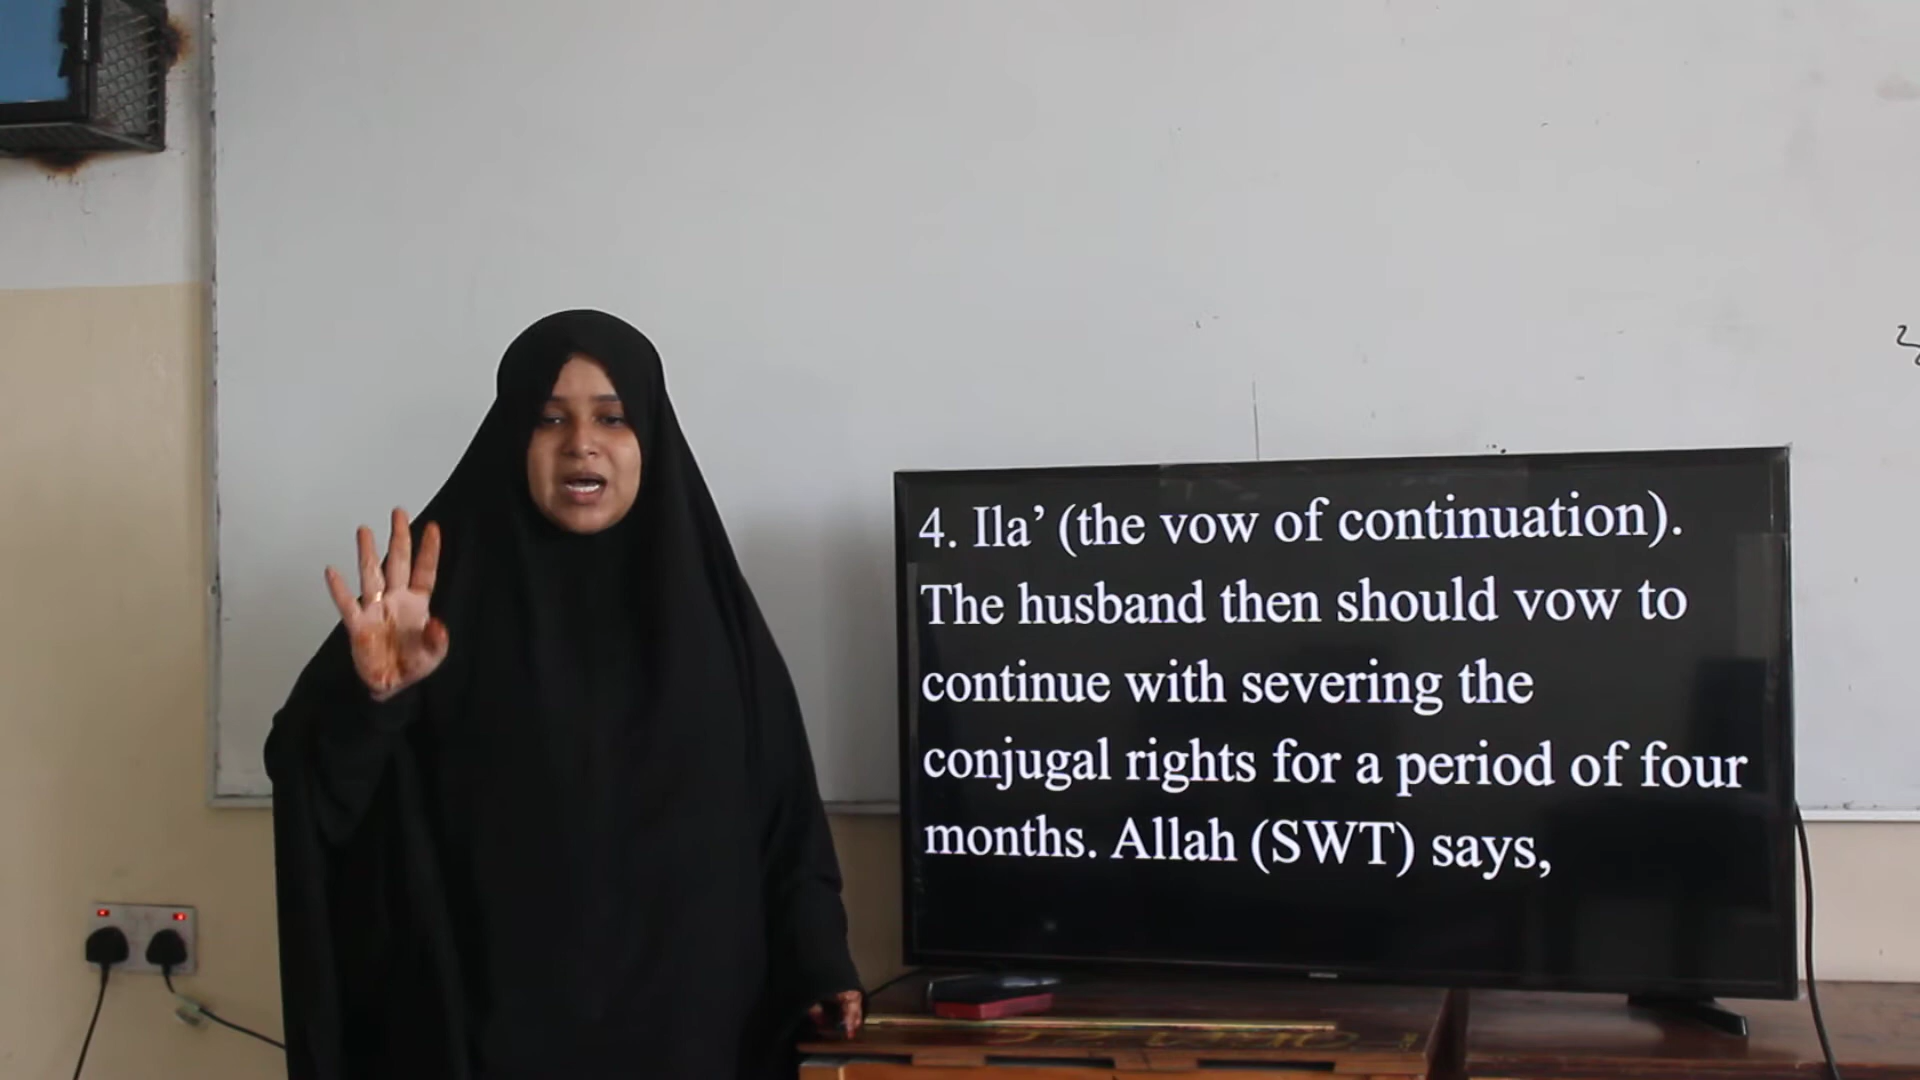 4. Ila’ (the vow of continuation).
The husband then should vow to
continue with severing the
conjugal rights for a period of four
months. Allah (SWT) says,